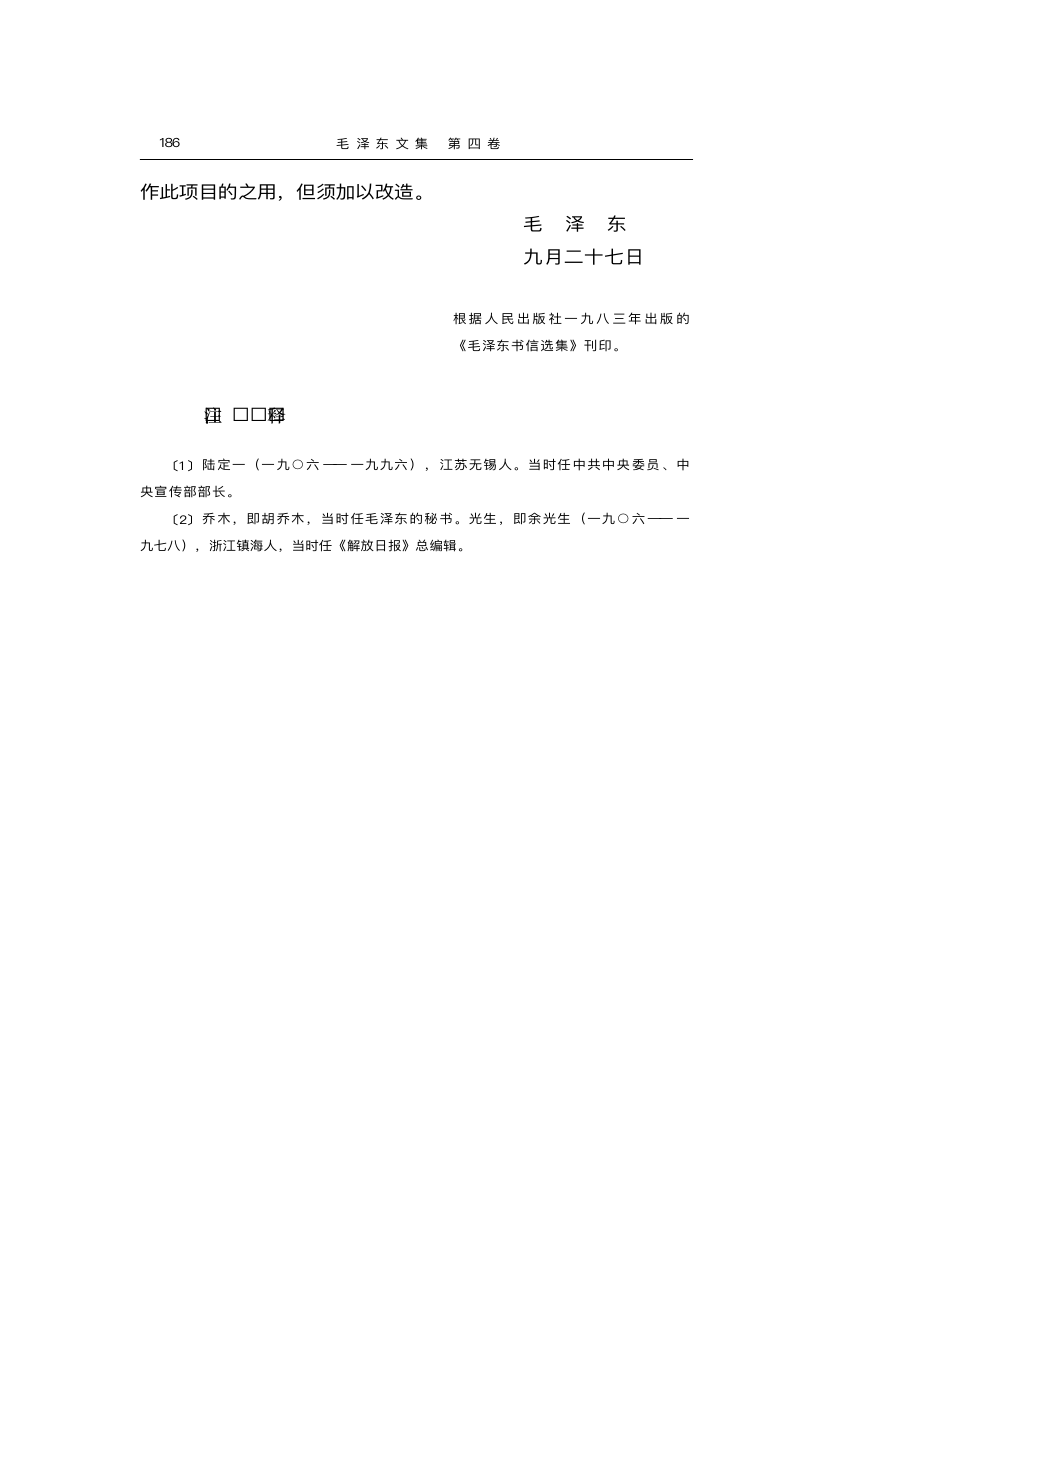 186 毛泽东文集 第四卷
作此项目的之用，但须加以改造。
毛 泽 东
九月二十七日
根据人民出版社一九八三年出版的
《毛泽东书信选集》刊印。
注 □□释
〔1〕陆定一（一九〇六——一九九六），江苏无锡人。当时任中共中央委员、中
央宣传部部长。
〔2〕乔木，即胡乔木，当时任毛泽东的秘书。光生，即余光生（一九〇六——一
九七八），浙江镇海人，当时任《解放日报》总编辑。